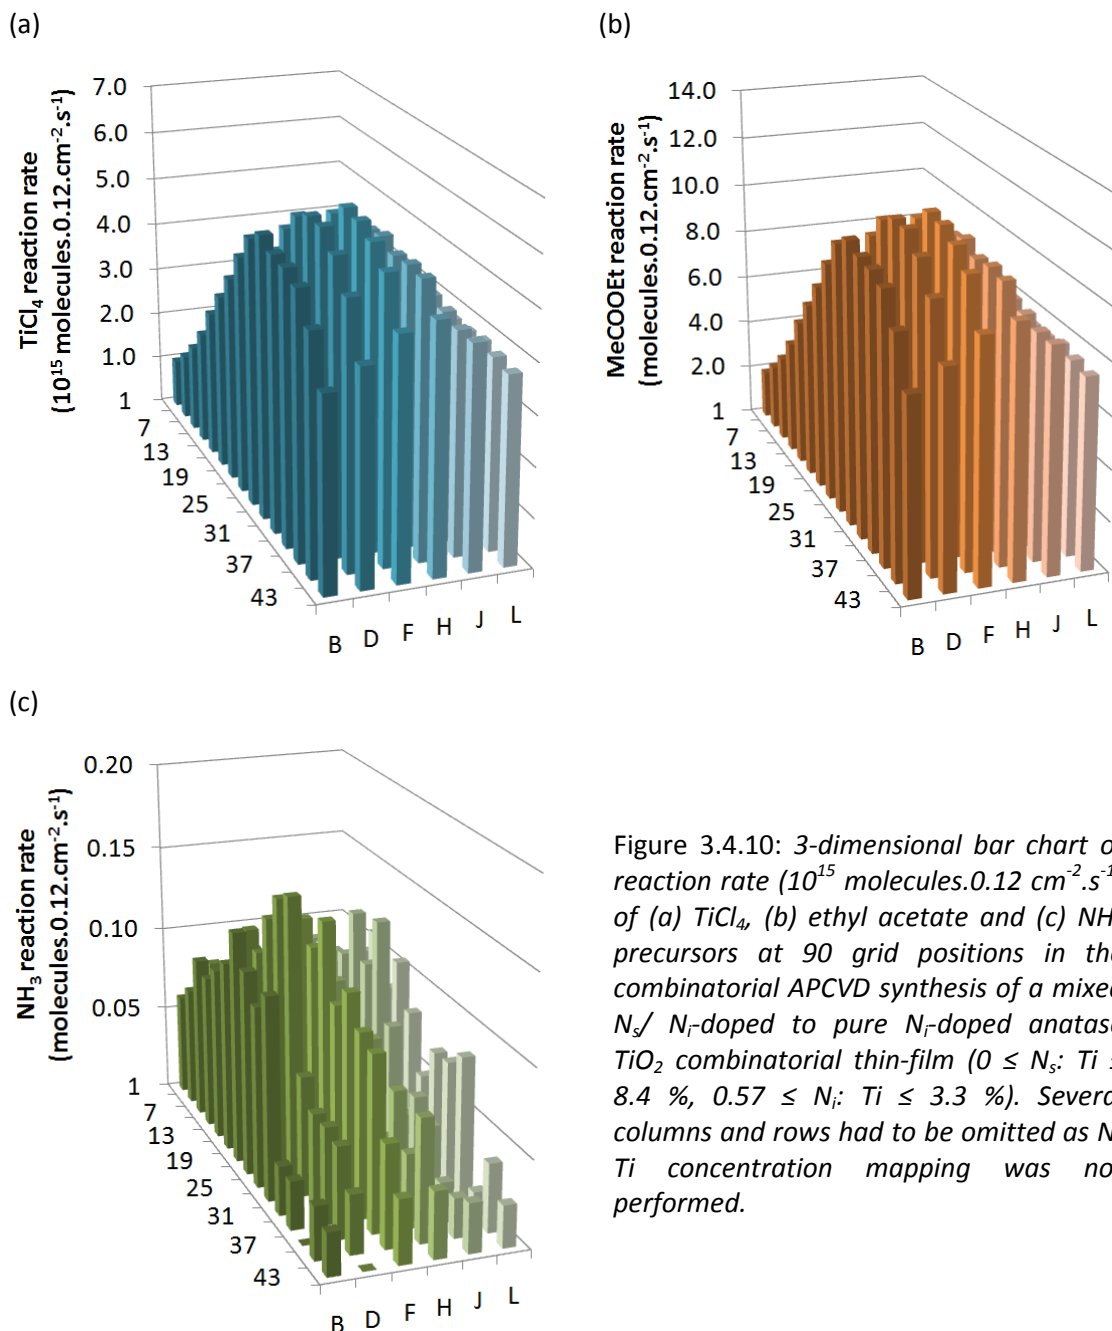 (a)
TiCl4 reaction rate
(10^15 molecules.0.12.cm^-2.s^-1)
7.0
6.0
5.0
4.0
3.0
2.0
1.0
1
7
13
19
25
31
37
43
B D F H J L
(b)
MeCOOEt reaction rate
(molecules.0.12.cm^-2.s^-1)
14.0
12.0
10.0
8.0
6.0
4.0
2.0
1
7
13
19
25
31
37
43
B D F H J L
(c)
NH3 reaction rate
(molecules.0.12.cm^-2.s^-1)
0.20
0.15
0.10
0.05
1
7
13
19
25
31
37
43
B D F H J L
Figure 3.4.10: 3-dimensional bar chart o
reaction rate (10^15 molecules.0.12 cm^-2.s^-1
of (a) TiCl4, (b) ethyl acetate and (c) NH
precursors at 90 grid positions in the
combinatorial APCVD synthesis of a mixed
Ns/ Ni-doped to pure Ni-doped anatas
TiO2 combinatorial thin-film (0 ≤ Ns: Ti ≤
8.4 %, 0.57 ≤ Ni: Ti ≤ 3.3 %). Severa
columns and rows had to be omitted as N
Ti concentration mapping was no
performed.